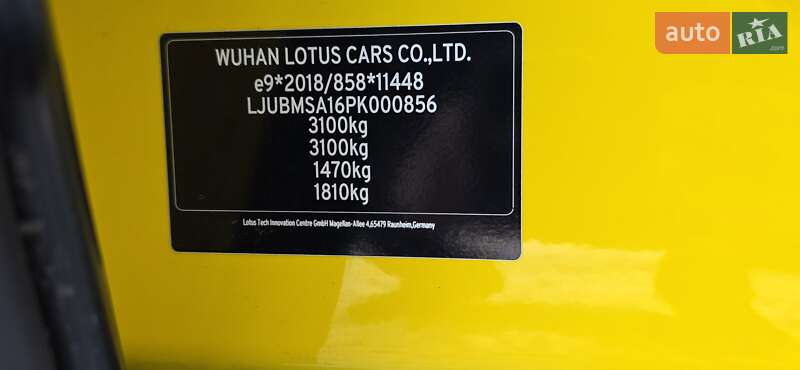 WUHAN LOTUS CARS CO.,LTD.
e9*2018/858*11448
LJUBMSA16PK000856
3100kg
3100kg
1470kg
1810kg
Lotus Tech Innovation Centre GmbH Magellan-Allee 4,65479 Raunheim,Germany
auto RIA
.com